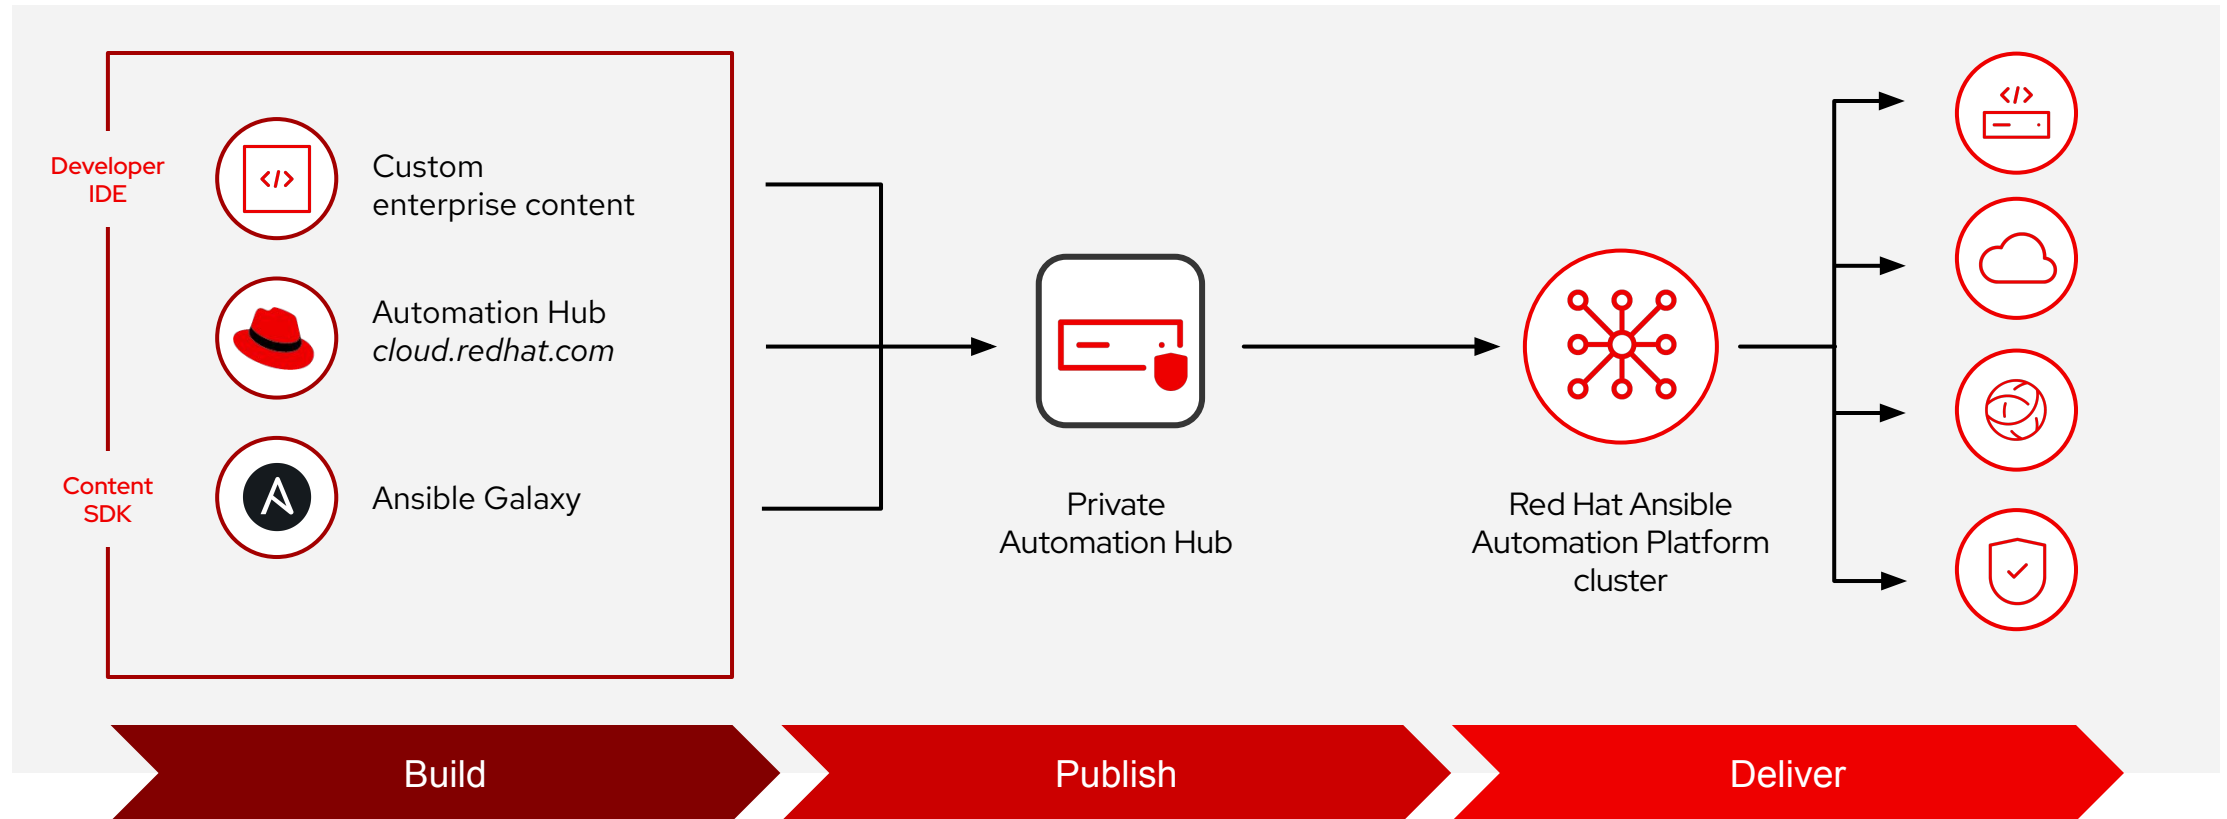 Developer
IDE
</>
Custom
enterprise content
Automation Hub
cloud.redhat.com
Content
SDK
Ansible Galaxy
Private
Automation Hub
Red Hat Ansible
Automation Platform
cluster
</>
Build
Publish
Deliver